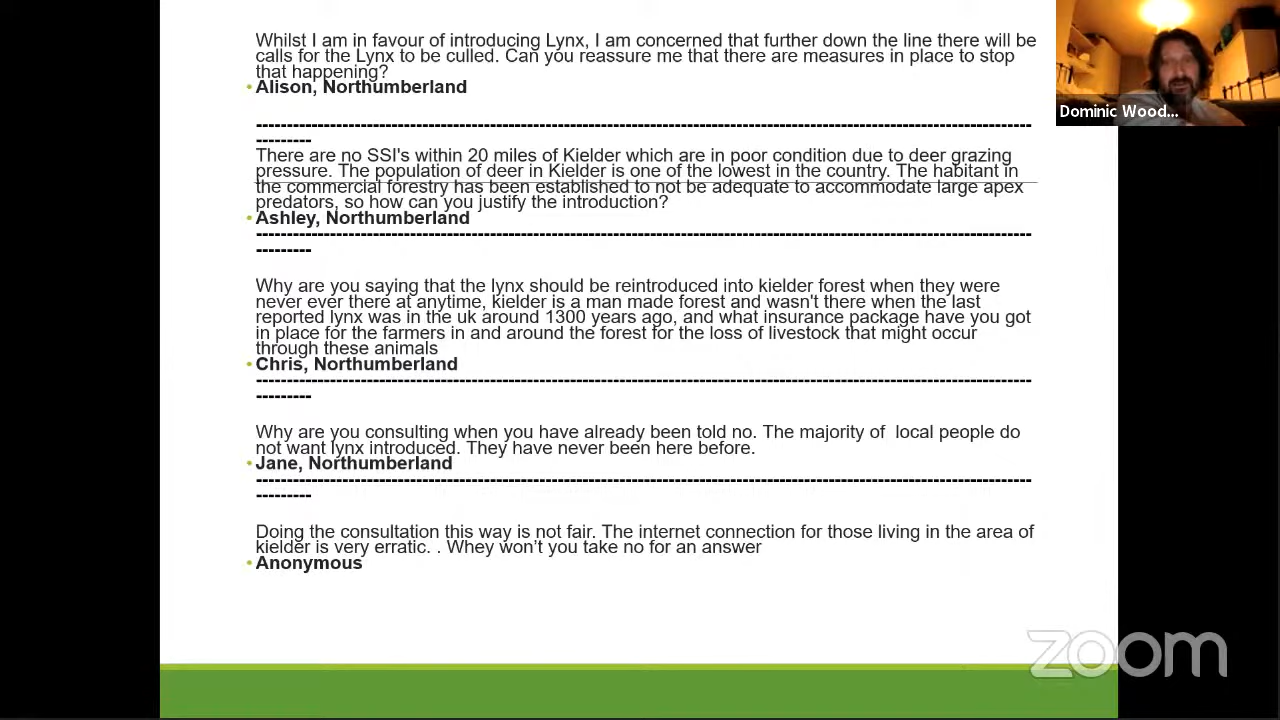 Whilst I am in favour of introducing Lynx, I am concerned that further down the line there will be
calls for the Lynx to be culled. Can you reassure me that there are measures in place to stop
that happening?
• Alison, Northumberland
-----------------------------------------------------------------------------------------------------------------------------
---------
There are no SSI's within 20 miles of Kielder which are in poor condition due to deer grazing
pressure. The population of deer in Kielder is one of the lowest in the country. The habitant in
the commercial forestry has been established to not be adequate to accommodate large apex
predators, so how can you justify the introduction?
• Ashley, Northumberland
-----------------------------------------------------------------------------------------------------------------------------
---------
Why are you saying that the lynx should be reintroduced into kielder forest when they were
never ever there at anytime, kielder is a man made forest and wasn't there when the last
reported lynx was in the uk around 1300 years ago, and what insurance package have you got
in place for the farmers in and around the forest for the loss of livestock that might occur
through these animals
• Chris, Northumberland
-----------------------------------------------------------------------------------------------------------------------------
---------
Why are you consulting when you have already been told no. The majority of  local people do
not want lynx introduced. They have never been here before.
• Jane, Northumberland
-----------------------------------------------------------------------------------------------------------------------------
---------
Doing the consultation this way is not fair. The internet connection for those living in the area of
kielder is very erratic. . Whey won't you take no for an answer
• Anonymous
Dominic Wood...
zoom